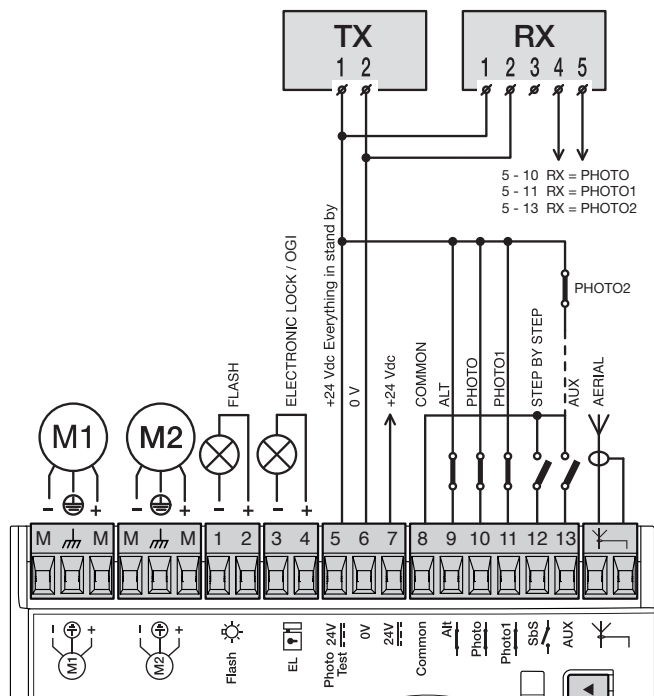 TX
RX
1 2
1 2 3 4 5
5 - 10 RX = PHOTO
5 - 11 RX = PHOTO1
5 - 13 RX = PHOTO2
PHOTO2
FLASH
ELECTRONIC LOCK / OGI
+24 Vdc Everything in stand by
0 V
+24 Vdc
COMMON
ALT
PHOTO
PHOTO1
STEP BY STEP
AUX
AERIAL
M1
M2
- +
- +
- +
- +
M M
M M
1 2
3 4
5 6 7
8 9 10 11 12 13
- +
M1
- +
M2
Flash
EL
Photo 24V
Test
0V
24V
Common
Alt
Photo
Photo1
SbS
AUX